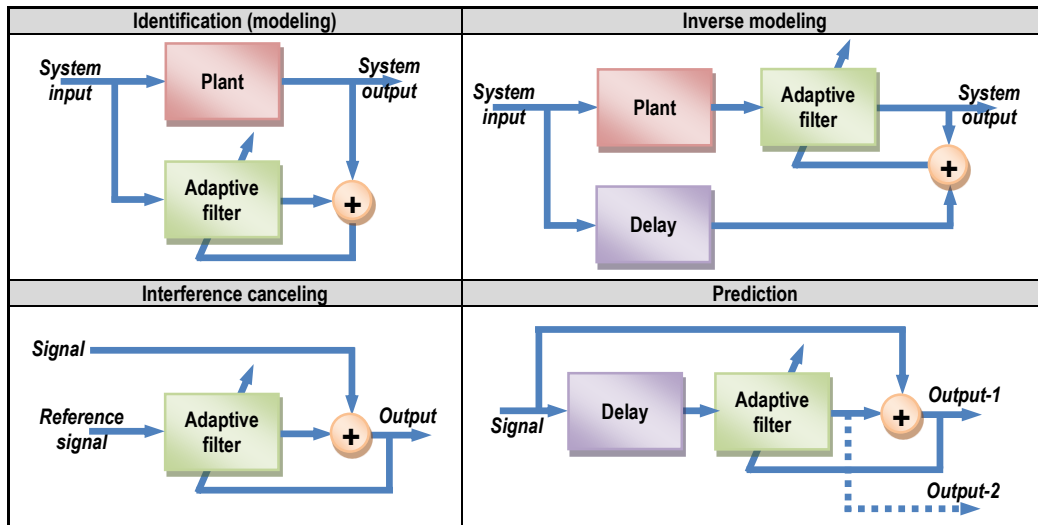 Identification (modeling)
Inverse modeling
System
input
Plant
System
output
Adaptive
filter
+
System
input
Plant
Adaptive
filter
System
output
+
Delay
Interference canceling
Prediction
Signal
Reference
signal
Adaptive
filter
+
Output
Signal
Delay
Adaptive
filter
+
Output-1
Output-2